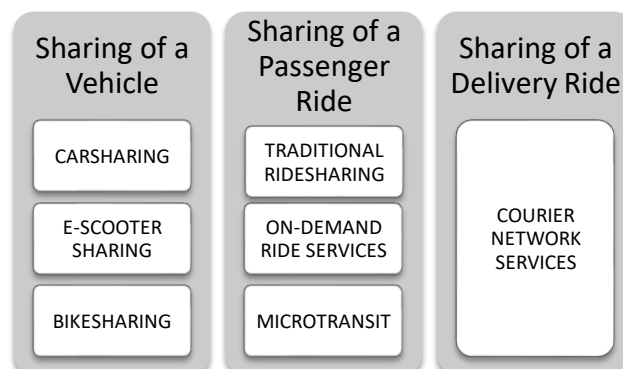 Sharing of a
Vehicle
CARSHARING
E-SCOOTER
SHARING
BIKESHARING
Sharing of a
Passenger
Ride
TRADITIONAL
RIDESHARING
ON-DEMAND
RIDE SERVICES
MICROTRANSIT
Sharing of a
Delivery Ride
COURIER
NETWORK
SERVICES